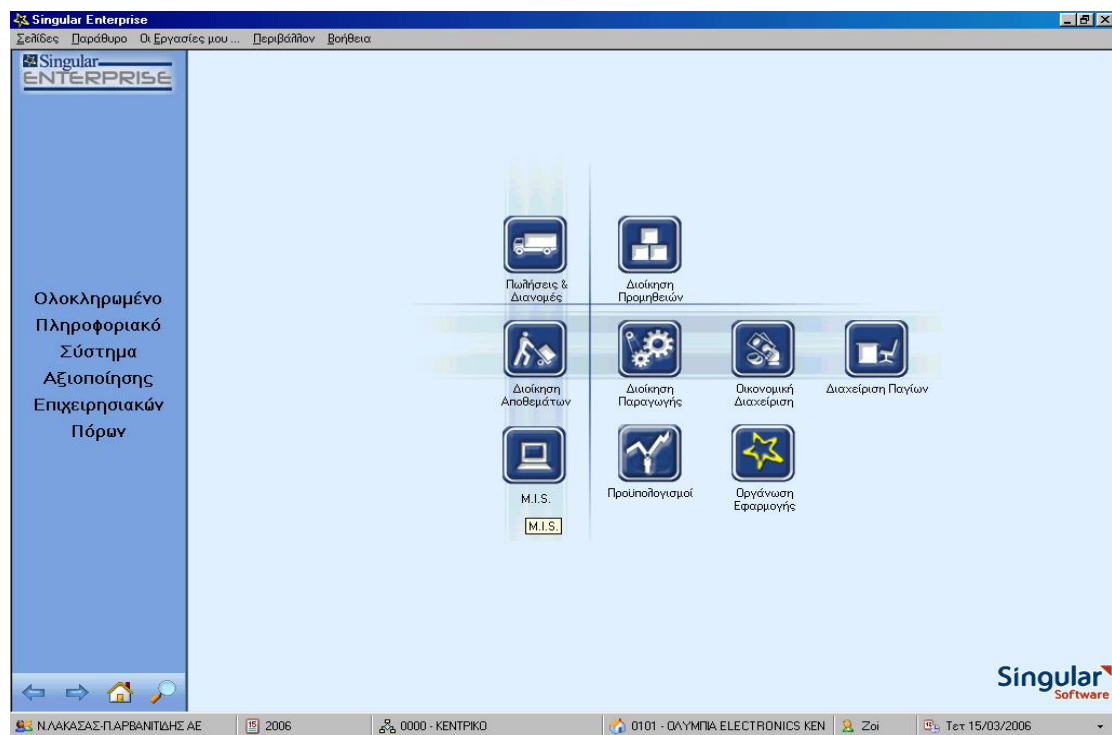 Singular Enterprise
Σελίδες Παράθυρο Οι Εργασίες μου ... Περιβάλλον Βοήθεια
Singular
ENTERPRISE
Ολοκληρωμένο
Πληροφοριακό
Σύστημα
Αξιοποίησης
Επιχειρησιακών
Πόρων
Πωλήσεις &
Διανομές
Διοίκηση
Προμηθειών
Διοίκηση
Αποθεμάτων
Διοίκηση
Παραγωγής
Οικονομική
Διαχείριση
Διαχείριση Παγίων
M.I.S.
Προϋπολογισμοί
Οργάνωση
Εφαρμογής
M.I.S.
Singular
Software
Ν.ΛΑΚΑΣΑΣ-Π.ΑΡΒΑΝΙΤΙΔΗΣ ΑΕ 15 2006 0000 - ΚΕΝΤΡΙΚΟ 0101 - ΟΛΥΜΠΙΑ ELECTRONICS KEN Zoi Τετ 15/03/2006